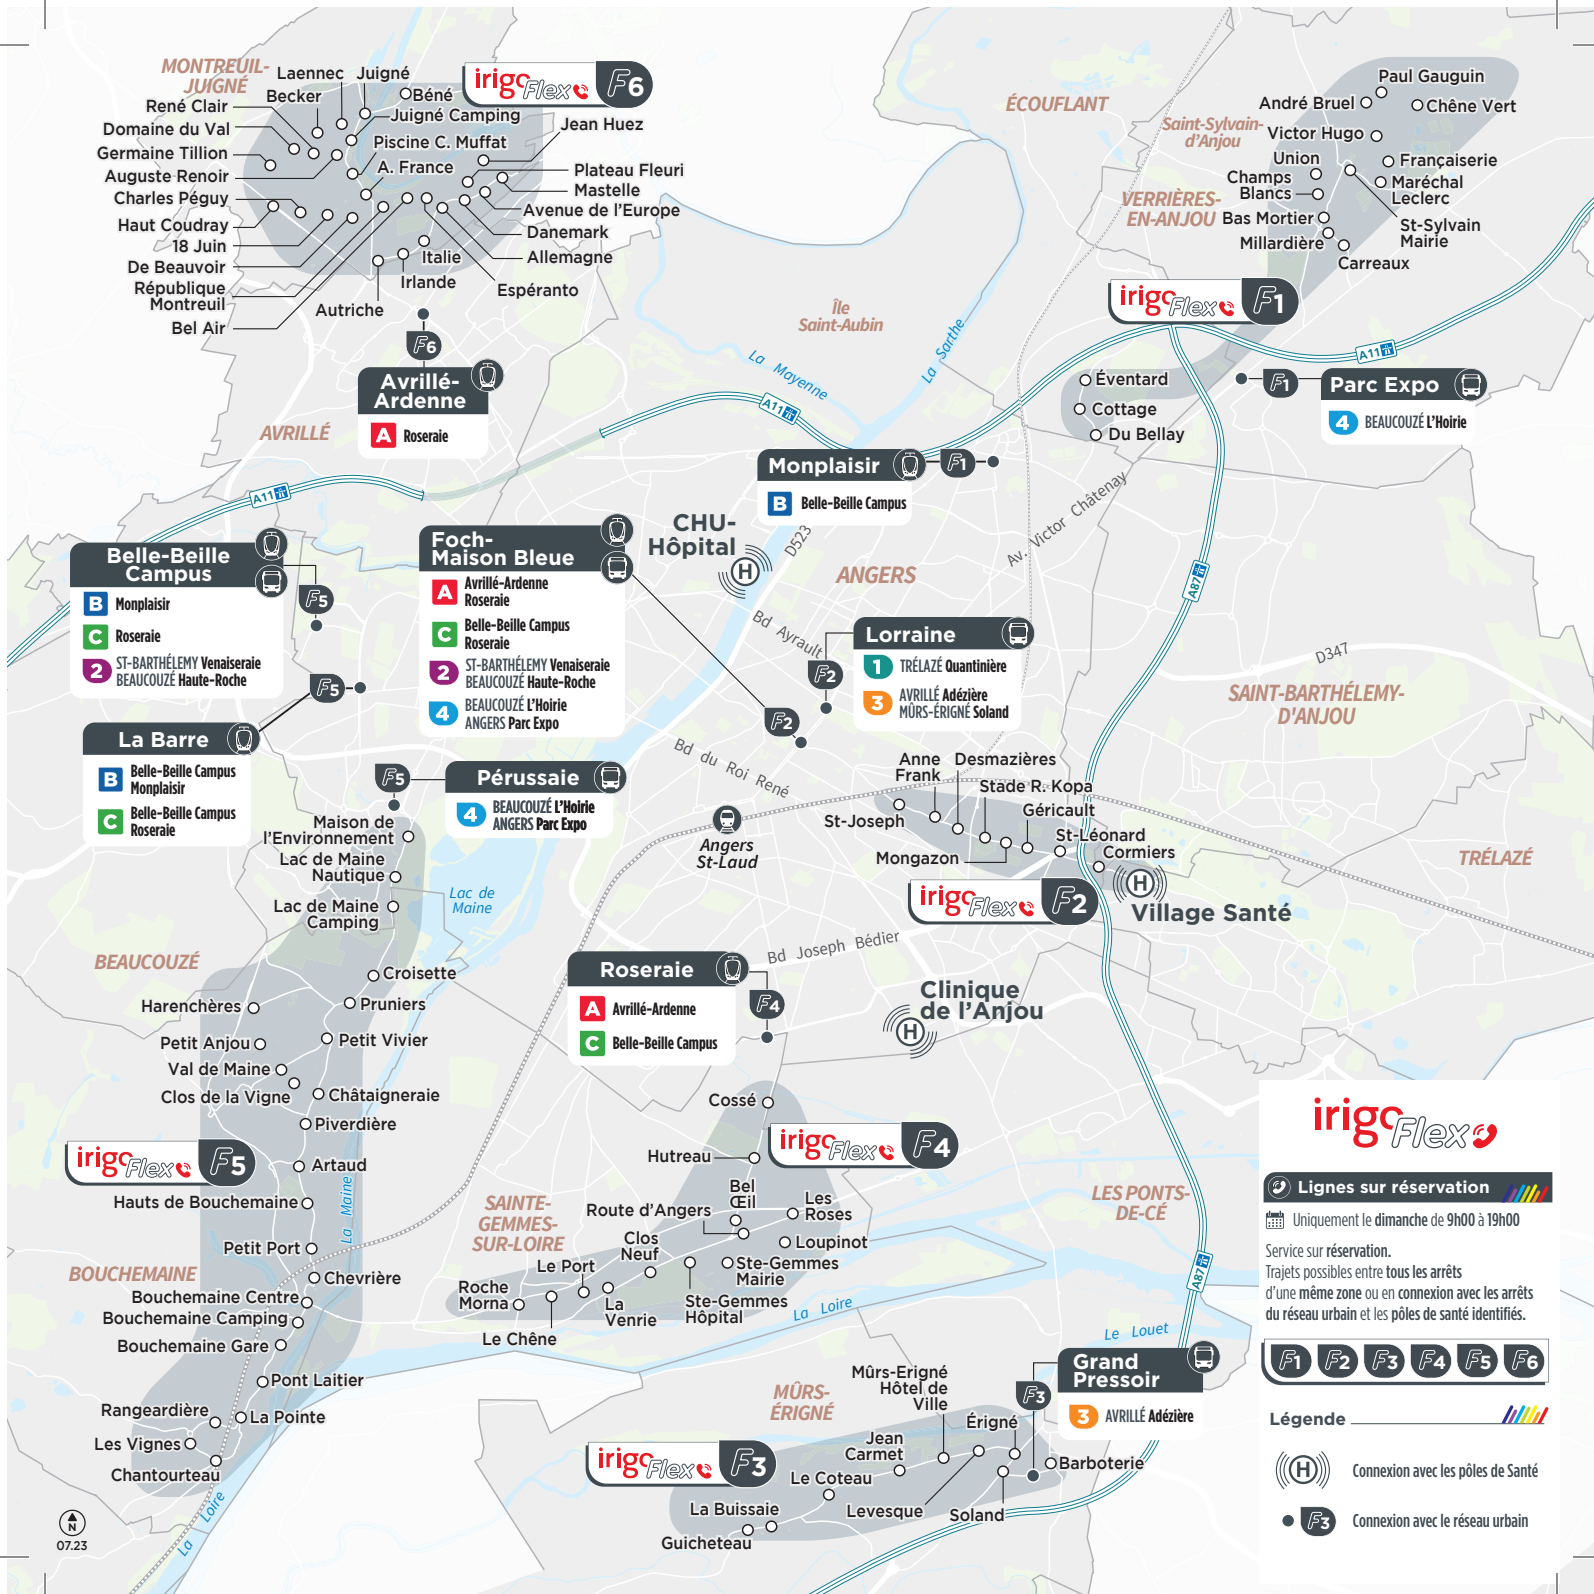 MONTREUIL-
JUIGNÉ
Laennec
Juigné
Becker
Béné
René Clair
Juigné Camping
Domaine du Val
Piscine C. Muffat
Jean Huez
Germaine Tillion
A. France
Plateau Fleuri
Auguste Renoir
Mastelle
Charles Péguy
Avenue de l'Europe
Haut Coudray
Danemark
18 Juin
Italie
Allemagne
De Beauvoir
Irlande
Espéranto
République
Montreuil
Autriche
Bel Air
irigo Flex F6
F6
Avrillé-
Ardenne
A Roseraie
AVRILLÉ
ÉCOUFLANT
Saint-Sylvain-
d'Anjou
VERRIÈRES-
EN-ANJOU
Paul Gauguin
André Bruel
Chêne Vert
Victor Hugo
Union
Françaiserie
Champs
Blancs
Maréchal
Leclerc
Bas Mortier
St-Sylvain
Mairie
Millardière
Carreaux
irigo Flex F1
Île
Saint-Aubin
La Mayenne
La Sarthe
A11
A11
A11
Éventard
Cottage
Du Bellay
F1
Parc Expo
4 BEAUCOUZÉ L'Hoirie
Monplaisir
F1
B Belle-Beille Campus
Av. Victor Châtenay
CHU-
Hôpital
H
D523
ANGERS
A87
Belle-Beille
Campus
B Monplaisir
C Roseraie
2 ST-BARTHÉLEMY Venaiseraie
BEAUCOUZÉ Haute-Roche
F5
F5
Foch-
Maison Bleue
A Avrillé-Ardenne
Roseraie
C Belle-Beille Campus
Roseraie
2 ST-BARTHÉLEMY Venaiseraie
BEAUCOUZÉ Haute-Roche
4 BEAUCOUZÉ L'Hoirie
ANGERS Parc Expo
F2
Bd Ayrault
Lorraine
F2
1 TRÉLAZÉ Quantinière
3 AVRILLÉ Adézière
MÛRS-ÉRIGNÉ Soland
D347
SAINT-BARTHÉLEMY-
D'ANJOU
La Barre
B Belle-Beille Campus
Monplaisir
C Belle-Beille Campus
Roseraie
F5
Pérussaie
4 BEAUCOUZÉ L'Hoirie
ANGERS Parc Expo
Bd du Roi René
Angers
St-Laud
Anne
Frank
Desmazières
Stade R. Kopa
Géricault
St-Joseph
St-Léonard
Mongazon
Cormiers
irigo Flex F2
H
Village Santé
TRÉLAZÉ
Maison de
l'Environnement
Lac de Maine
Nautique
Lac de Maine
Camping
Lac de
Maine
BEAUCOUZÉ
Croisette
Harenchères
Pruniers
Petit Anjou
Petit Vivier
Val de Maine
Clos de la Vigne
Châtaigneraie
Piverdière
irigo Flex F5
Artaud
Hauts de Bouchemaine
La Maine
Petit Port
BOUCHEMAINE
Chevrière
Bouchemaine Centre
Bouchemaine Camping
Bouchemaine Gare
Pont Laitier
Rangeardière
La Pointe
Les Vignes
Chantourteau
La Loire
N
07.23
Bd Joseph Bédier
Roseraie
A Avrillé-Ardenne
C Belle-Beille Campus
F4
Clinique
de l'Anjou
H
Cossé
irigo Flex F4
Hutreau
SAINTE-
GEMMES-
SUR-LOIRE
Bel
Œil
Route d'Angers
Les
Roses
Clos
Neuf
Loupinot
Le Port
Ste-Gemmes
Mairie
Roche
Morna
La
Venrie
Ste-Gemmes
Hôpital
Le Chêne
La Loire
LES PONTS-
DE-CÉ
A87
Le Louet
Grand
Pressoir
F3
3 AVRILLÉ Adézière
MÛRS-
ÉRIGNÉ
Mûrs-Erigné
Hôtel de
Ville
Érigné
Jean
Carmet
Barboterie
irigo Flex F3
Le Coteau
Levesque
Soland
La Buissaie
Guicheteau
irigo Flex
Lignes sur réservation
Uniquement le dimanche de 9h00 à 19h00
Service sur réservation.
Trajets possibles entre tous les arrêts
d'une même zone ou en connexion avec les arrêts
du réseau urbain et les pôles de santé identifiés.
F1 F2 F3 F4 F5 F6
Légende
H Connexion avec les pôles de Santé
F3 Connexion avec le réseau urbain